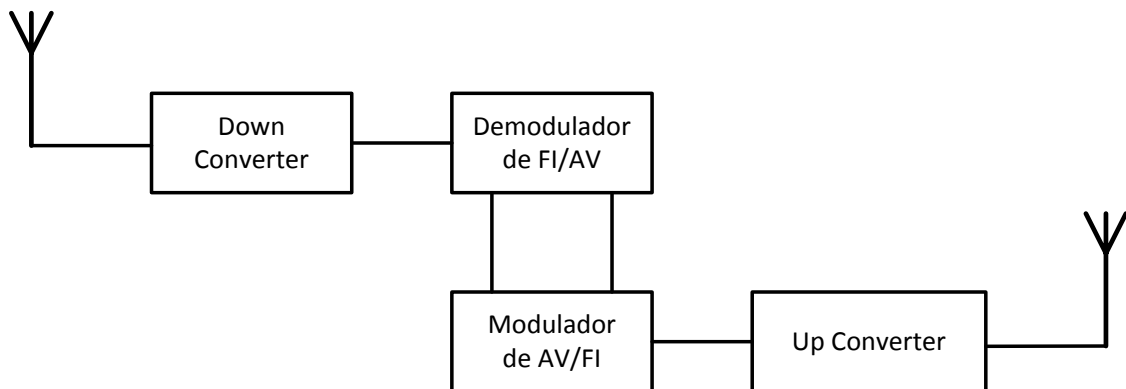 Down
Converter
Demodulador
de FI/AV
Modulador
de AV/FI
Up Converter